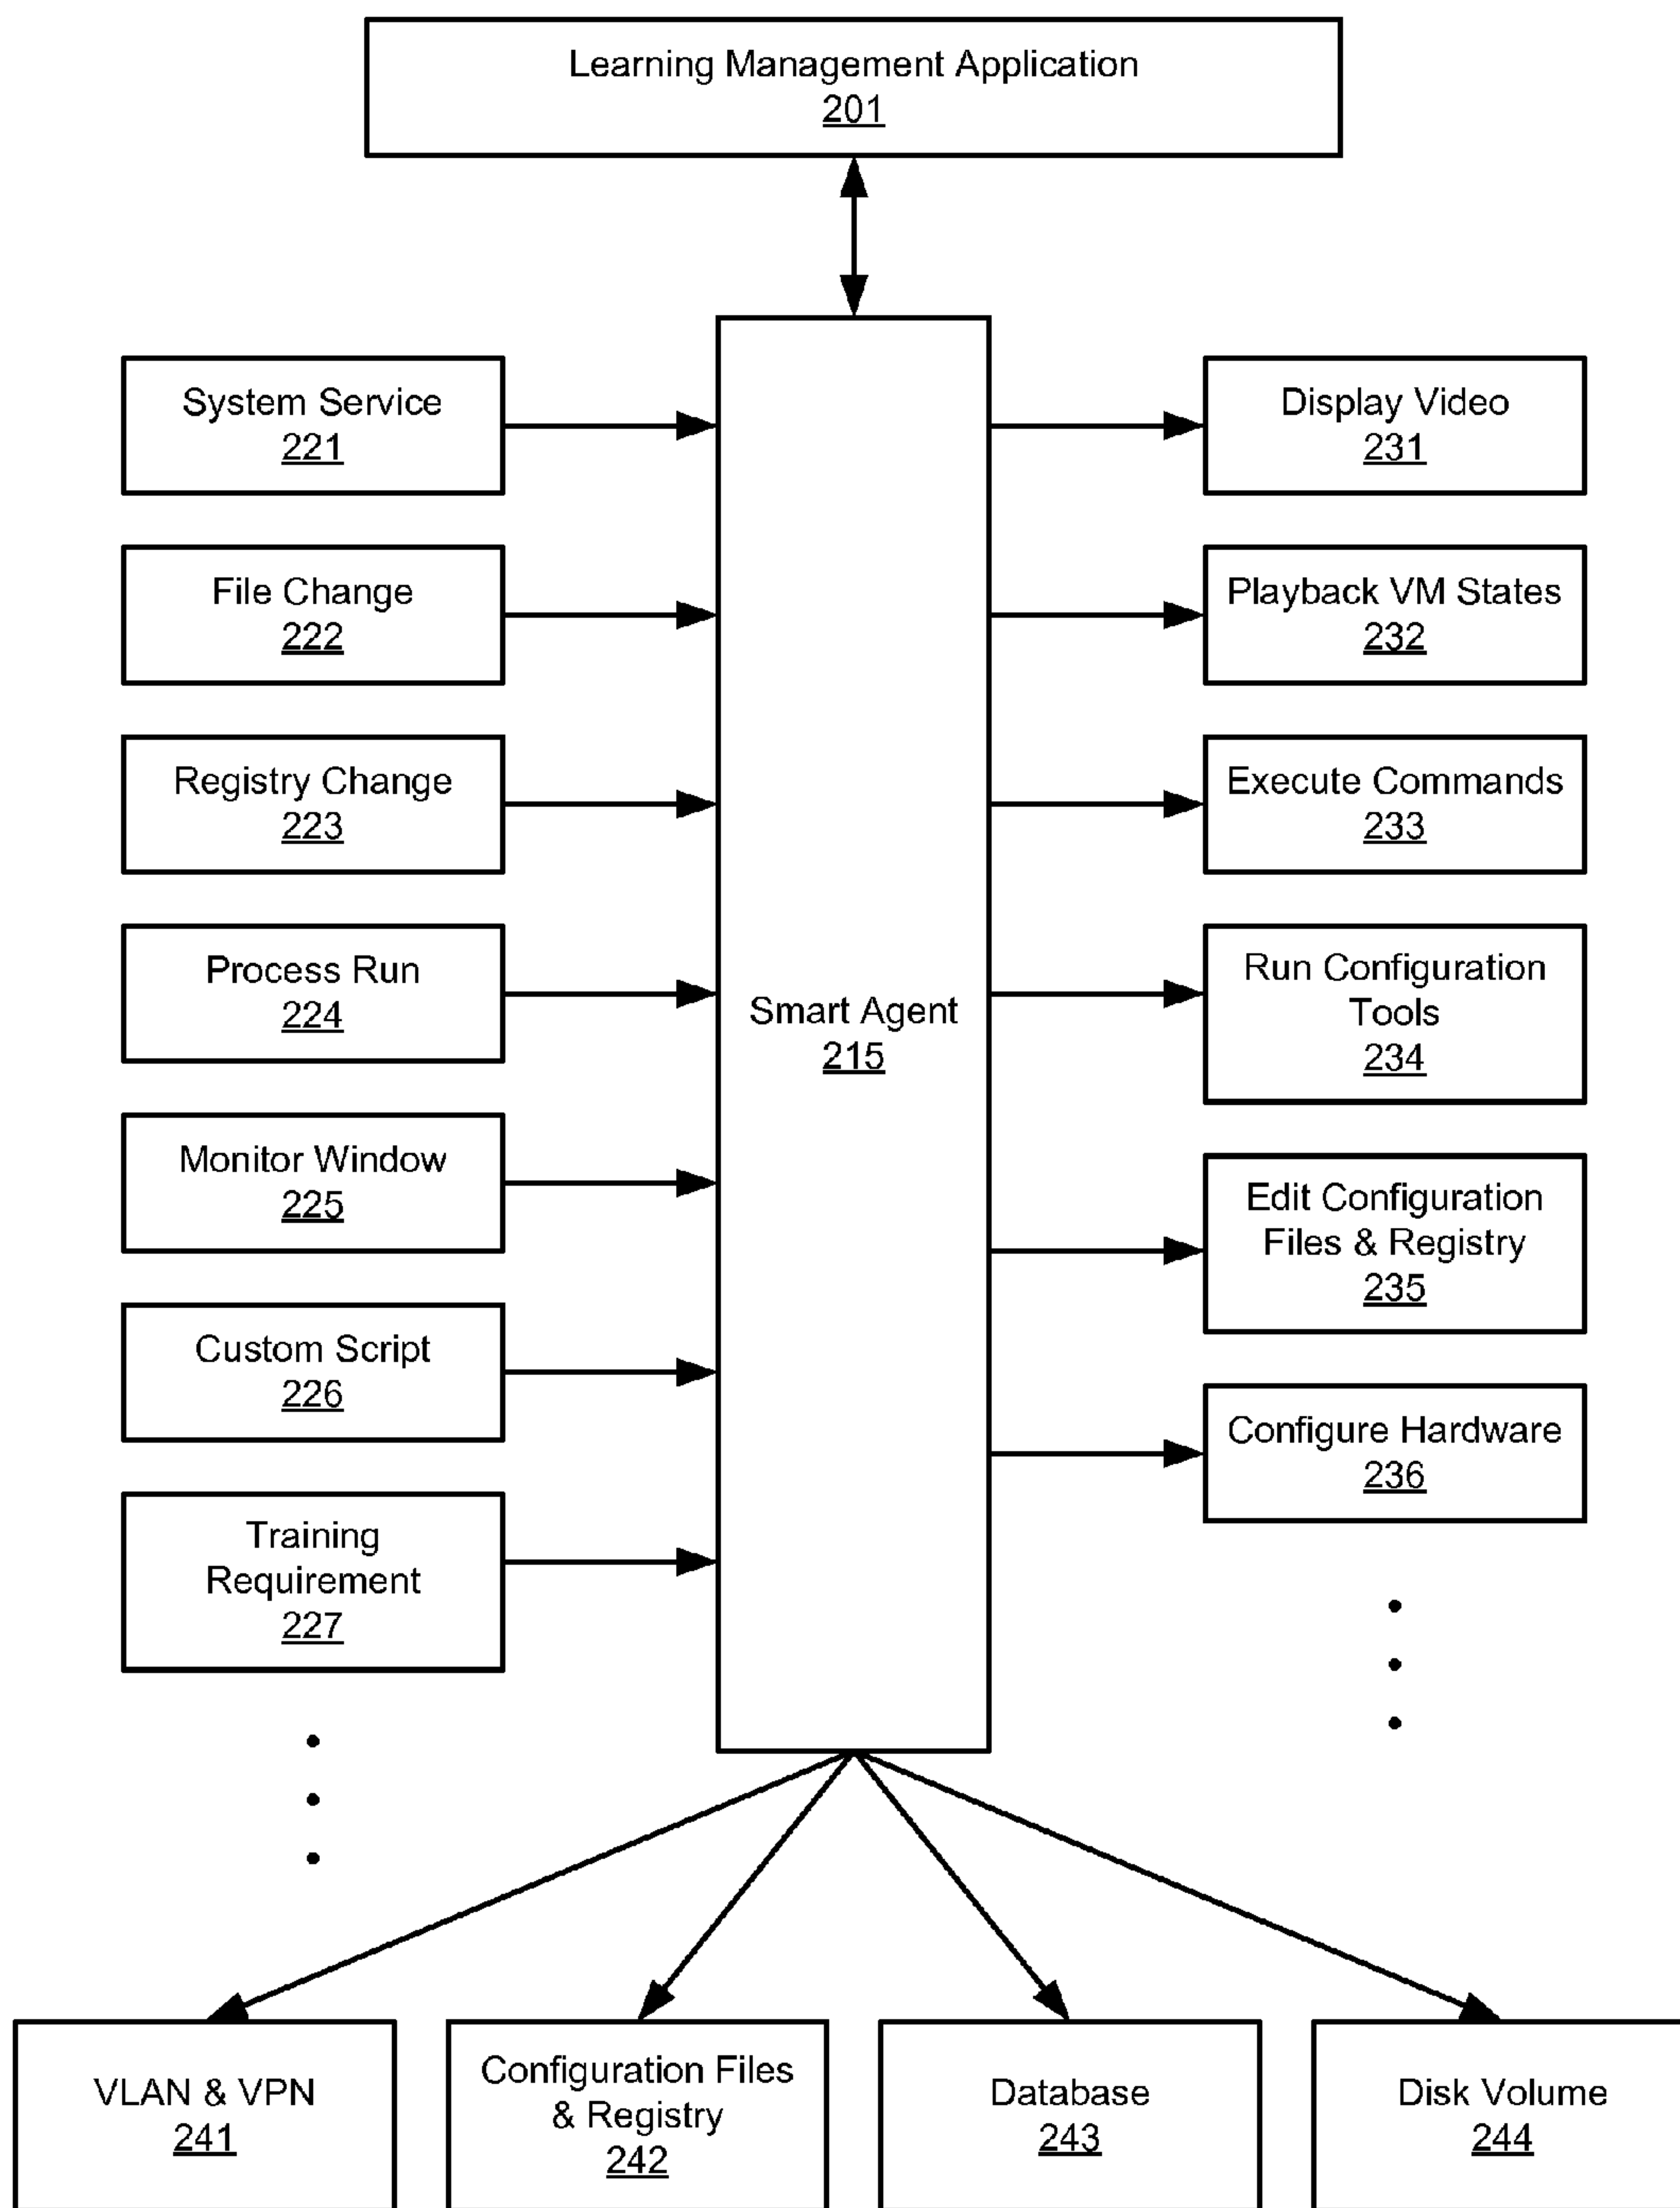 Learning Management Application
201
System Service
221
File Change
222
Registry Change
223
Process Run
224
Monitor Window
225
Custom Script
226
Training
Requirement
227
Smart Agent
215
Display Video
231
Playback VM States
232
Execute Commands
233
Run Configuration
Tools
234
Edit Configuration
Files & Registry
235
Configure Hardware
236
VLAN & VPN
241
Configuration Files
& Registry
242
Database
243
Disk Volume
244